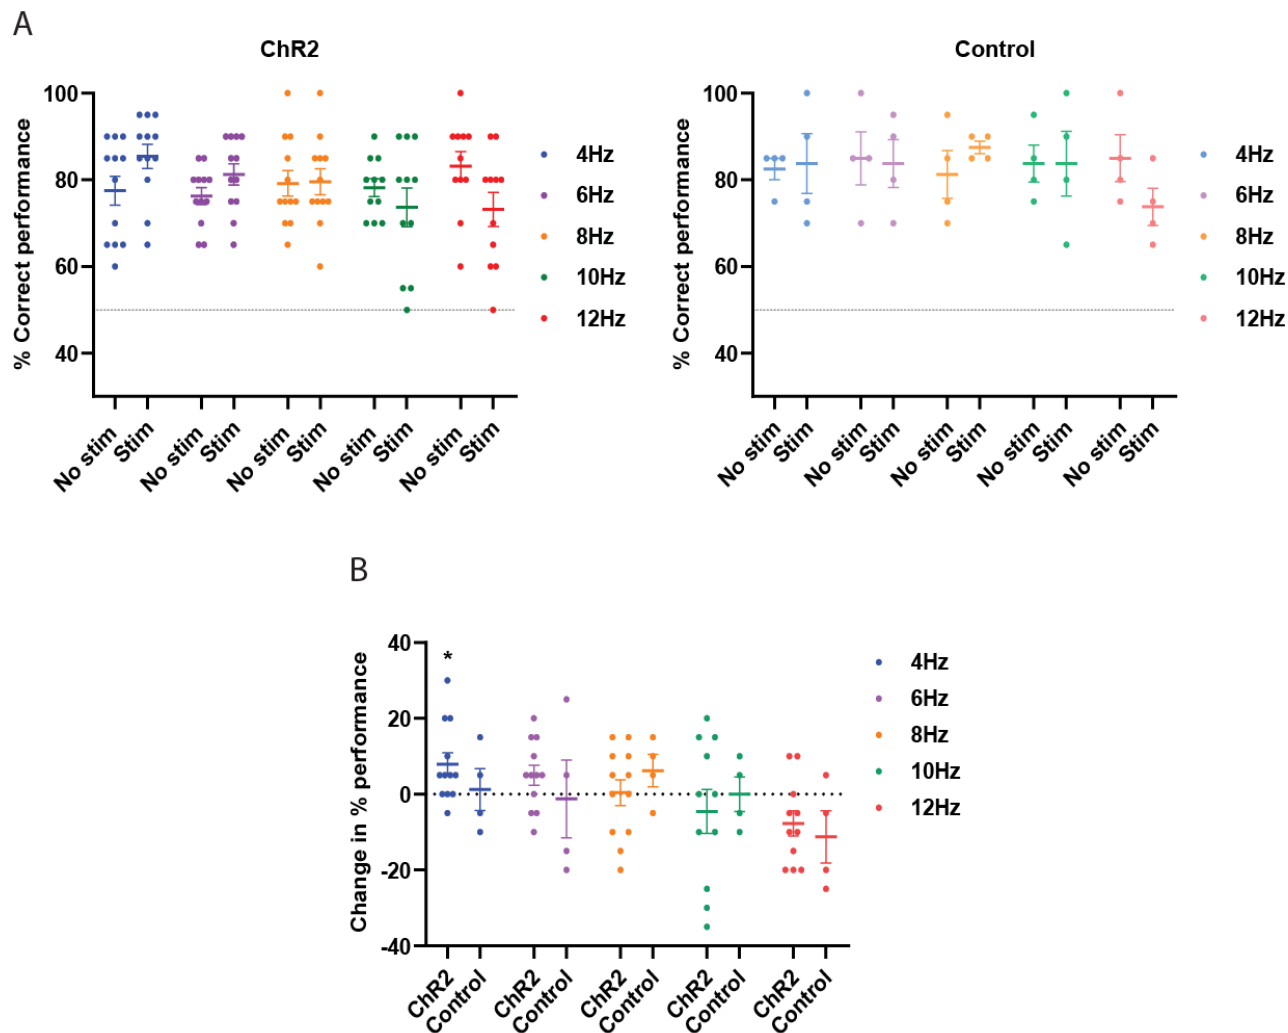 A
ChR2
% Correct performance
100
80
60
40
No stim
Stim
No stim
Stim
No stim
Stim
No stim
Stim
No stim
Stim
4Hz
6Hz
8Hz
10Hz
12Hz
Control
% Correct performance
100
80
60
40
No stim
Stim
No stim
Stim
No stim
Stim
No stim
Stim
No stim
Stim
4Hz
6Hz
8Hz
10Hz
12Hz
B
Change in % performance
40
20
0
-20
-40
*
ChR2
Control
ChR2
Control
ChR2
Control
ChR2
Control
ChR2
Control
4Hz
6Hz
8Hz
10Hz
12Hz